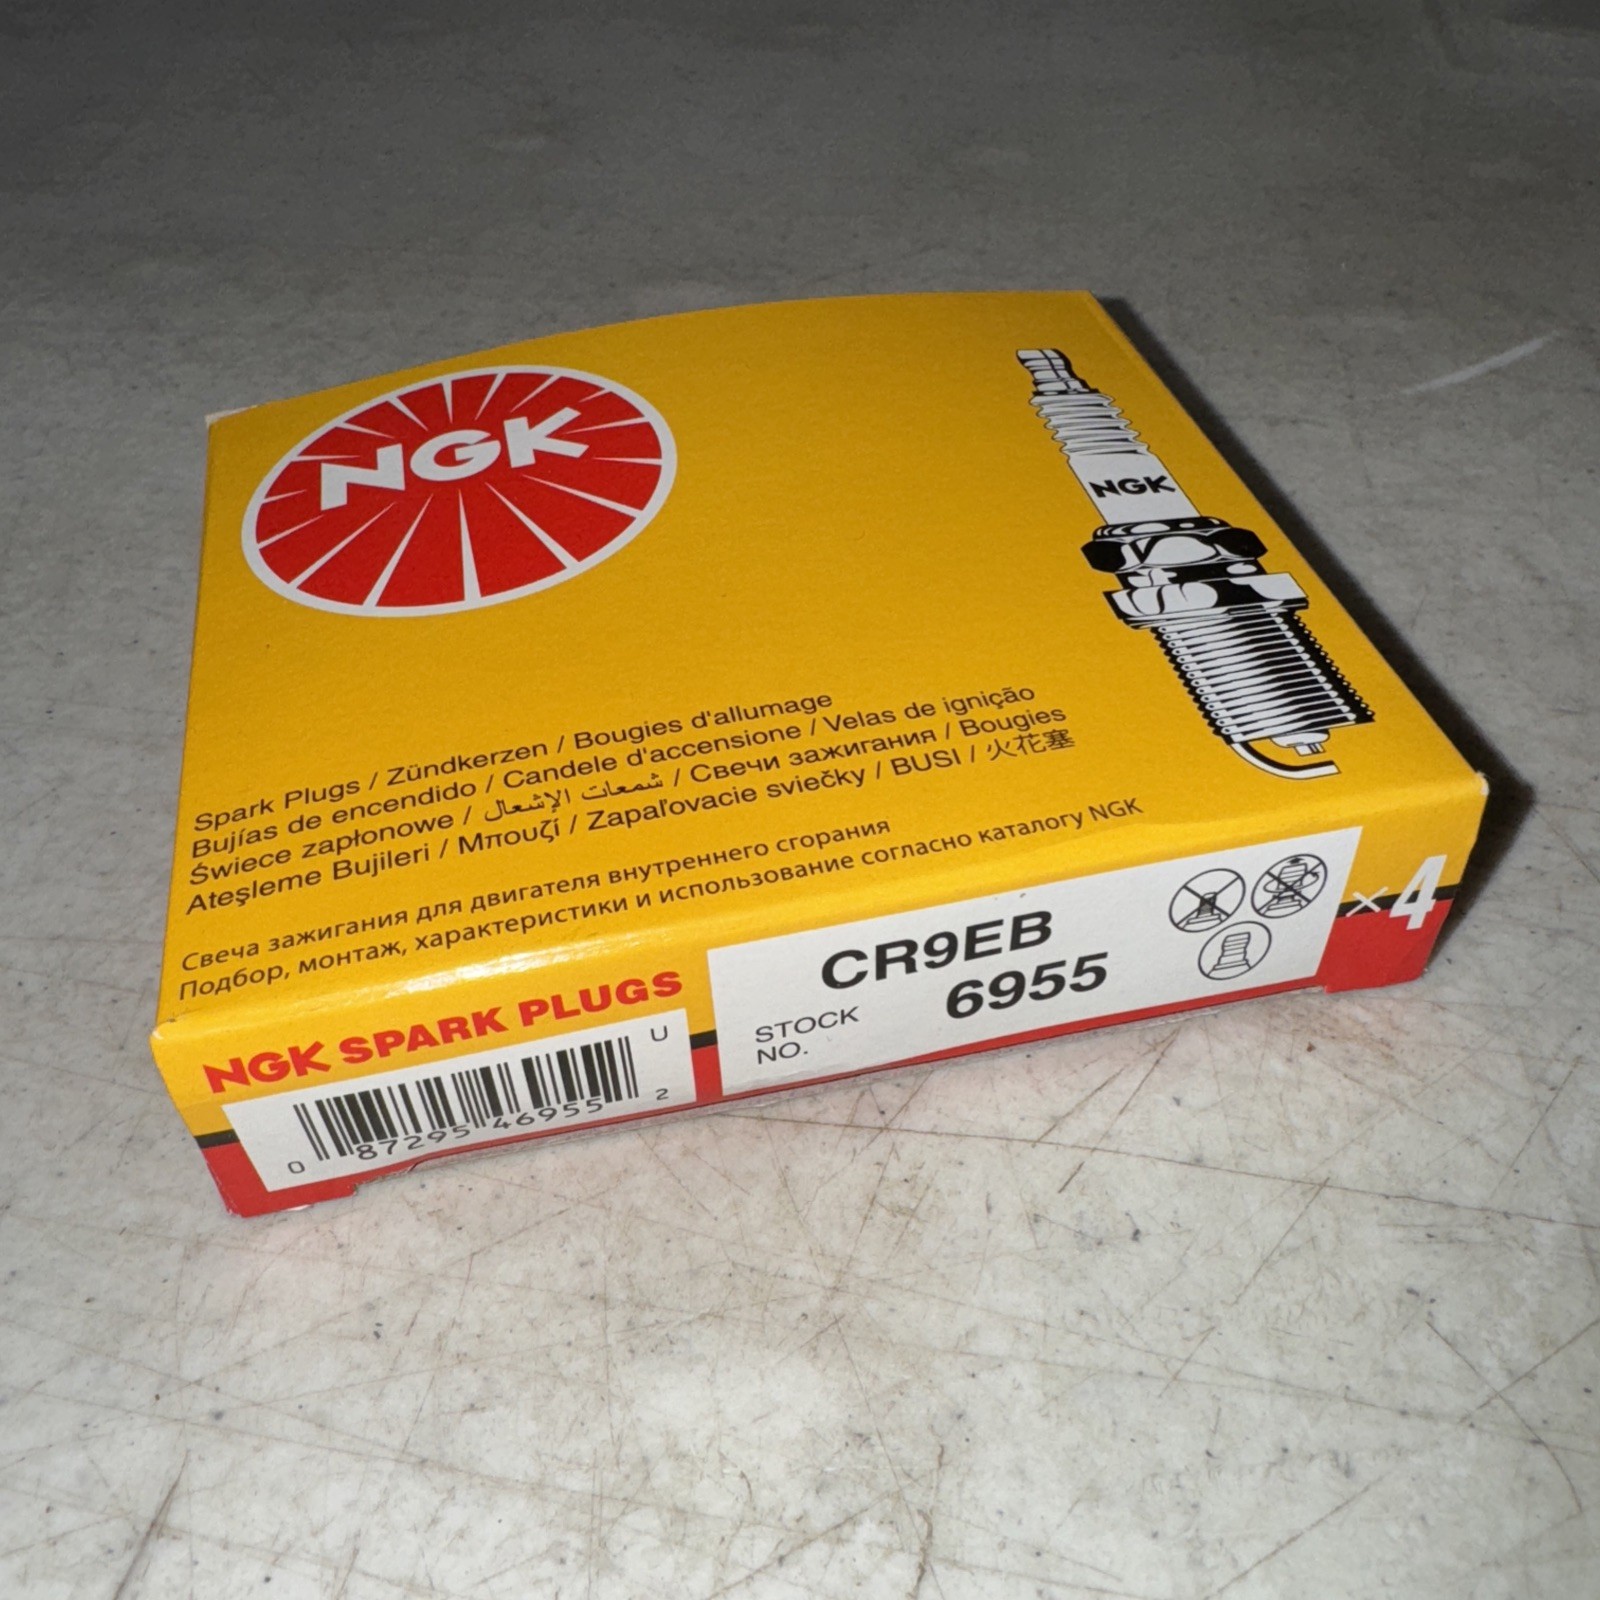 NGK
NGK
Spark Plugs / Zündkerzen / Bougies d'allumage
Bujías de encendido / Candele d'accensione / Velas de ignição
Świece zapłonowe / شمعات الإشعال / Свечи зажигания / Bougies
Ateşleme Bujileri / Μπουζί / Zapaľovacie sviečky / BUSI / 火花塞
Свеча зажигания для двигателя внутреннего сгорания
Подбор, монтаж, характеристики и использование согласно каталогу NGK
NGK SPARK PLUGS
CR9EB
STOCK NO. 6955
×4
U
0 87295 46955 2